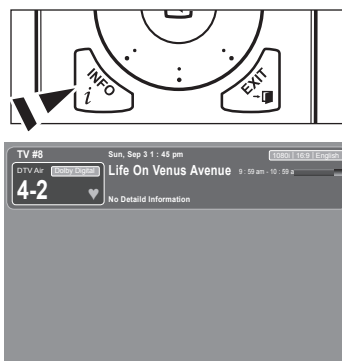 INFO
i
EXIT
TV #8
Sun, Sep 3 1 : 45 pm
1080i | 16:9 | English
DTV Air
Dolby Digital
Life On Venus Avenue
9 : 59 am - 10 : 59 a
4-2
No Detaild Information